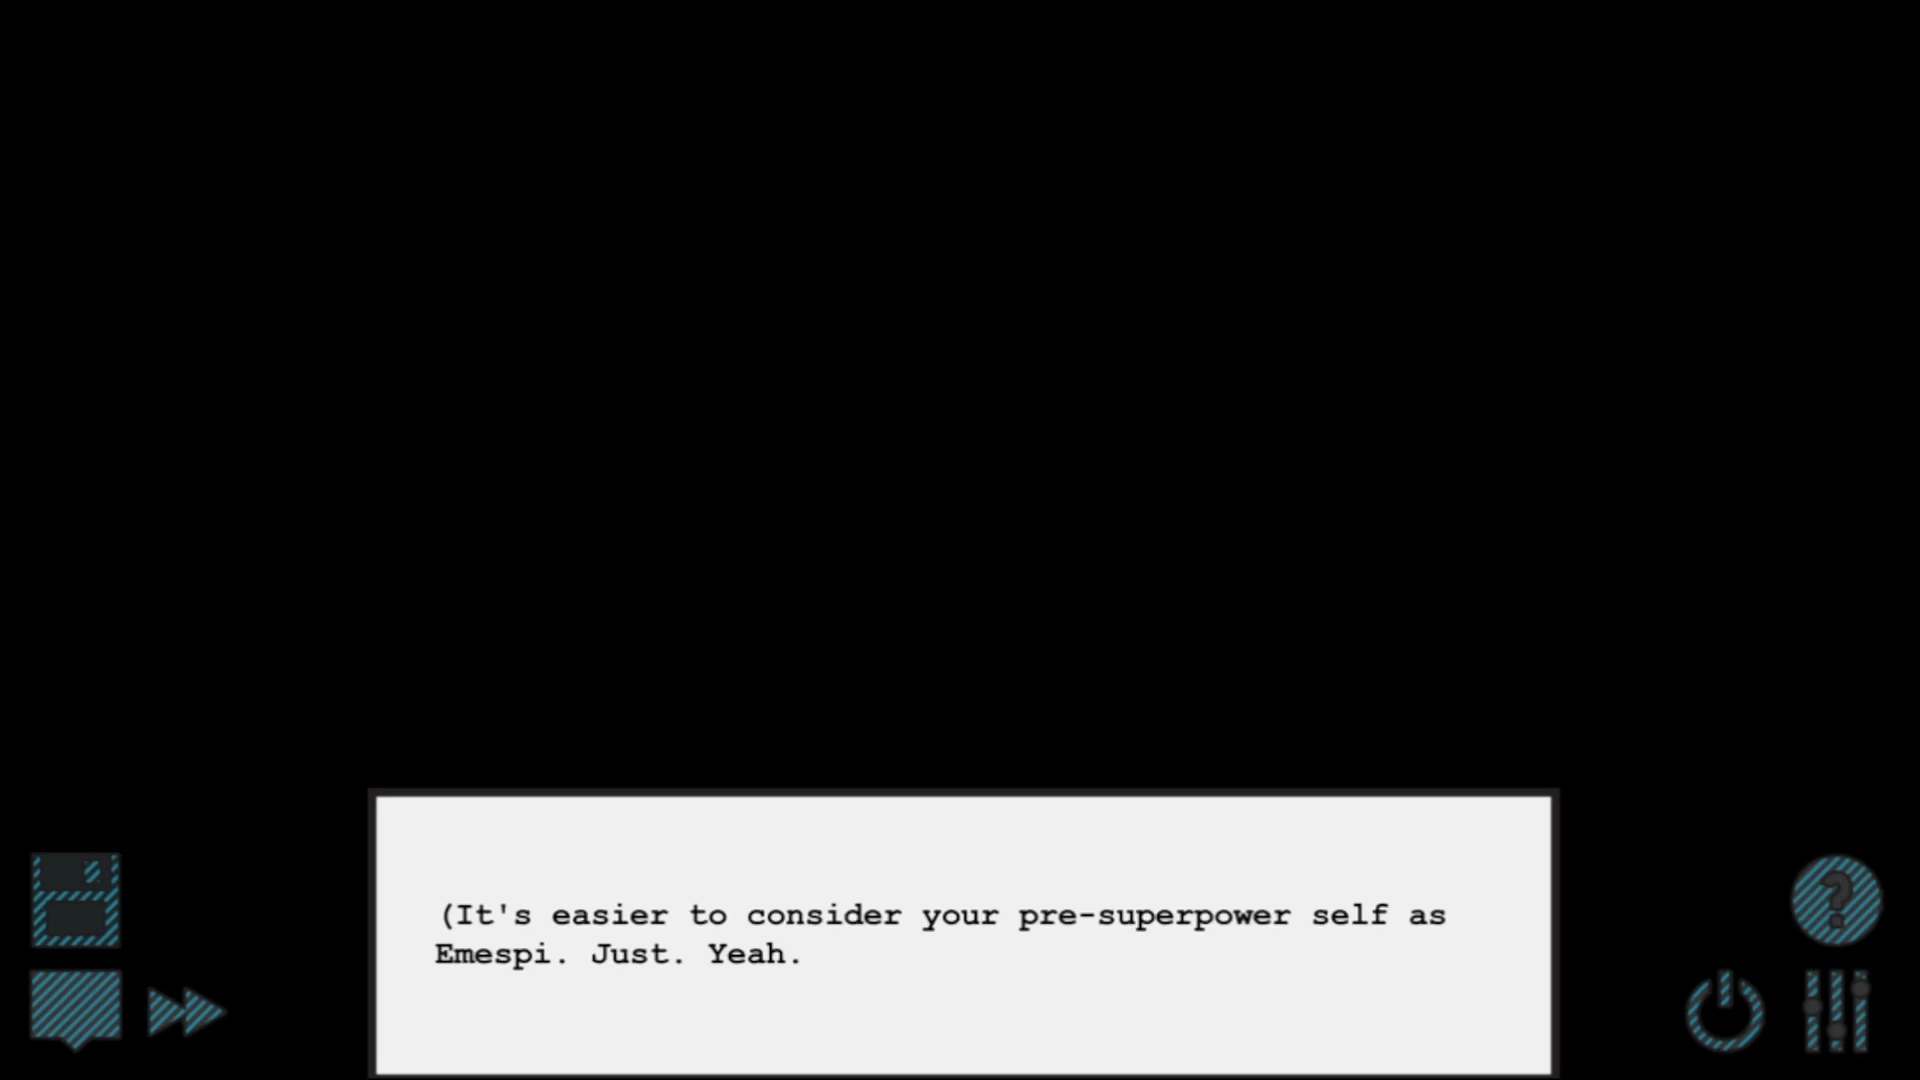 (It's easier to consider your pre-superpower self as
Emespi. Just. Yeah.
?